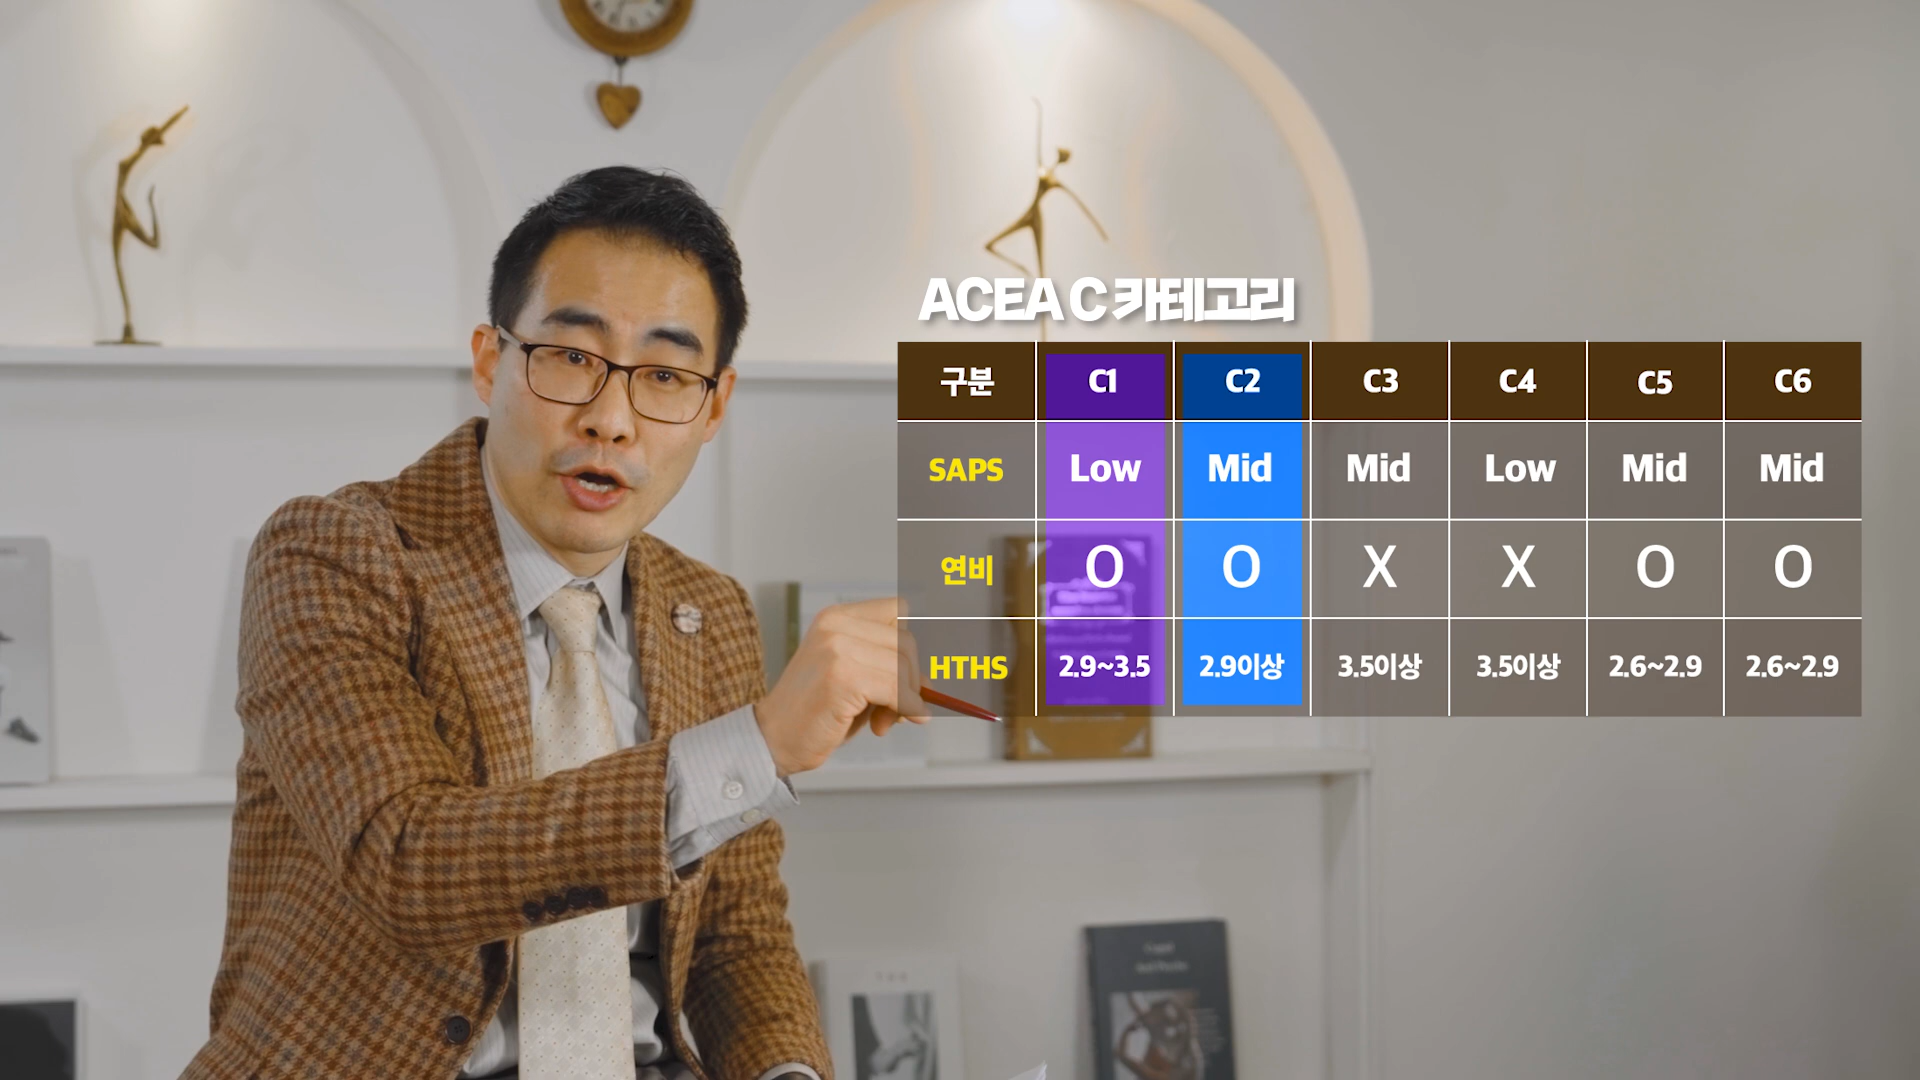 ACEA C 카테고리
구분 C1 C2 C3 C4 C5 C6
SAPS Low Mid Mid Low Mid Mid
연비 O O X X O O
HTHS 2.9~3.5 2.9이상 3.5이상 3.5이상 2.6~2.9 2.6~2.9